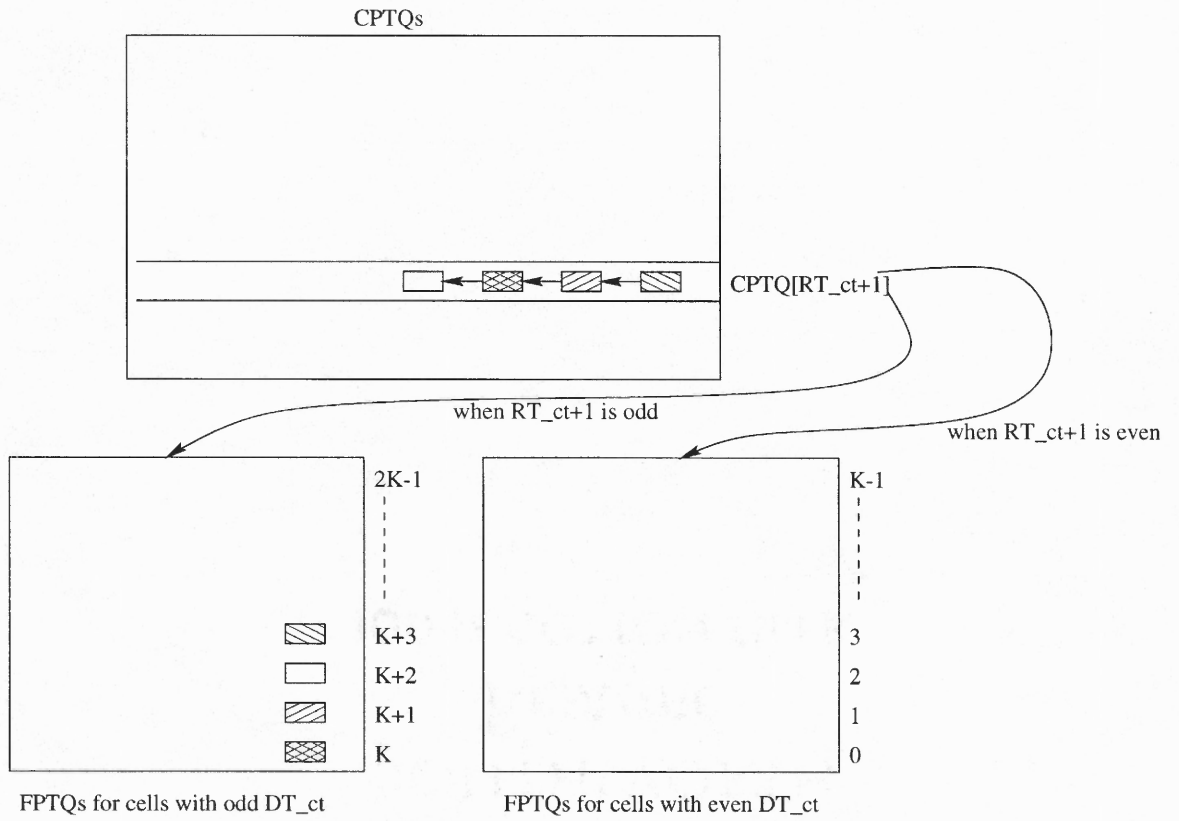 CPTQs
CPTQ[RT_ct+1]
when RT_ct+1 is odd
when RT_ct+1 is even
2K-1
K+3
K+2
K+1
K
K-1
3
2
1
0
FPTQs for cells with odd DT_ct
FPTQs for cells with even DT_ct